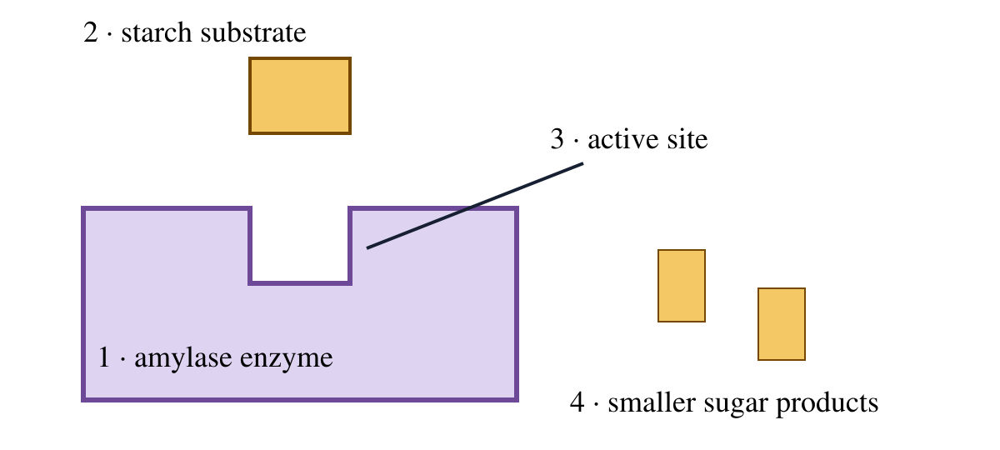 2 · starch substrate
3 · active site
1 · amylase enzyme
4 · smaller sugar products